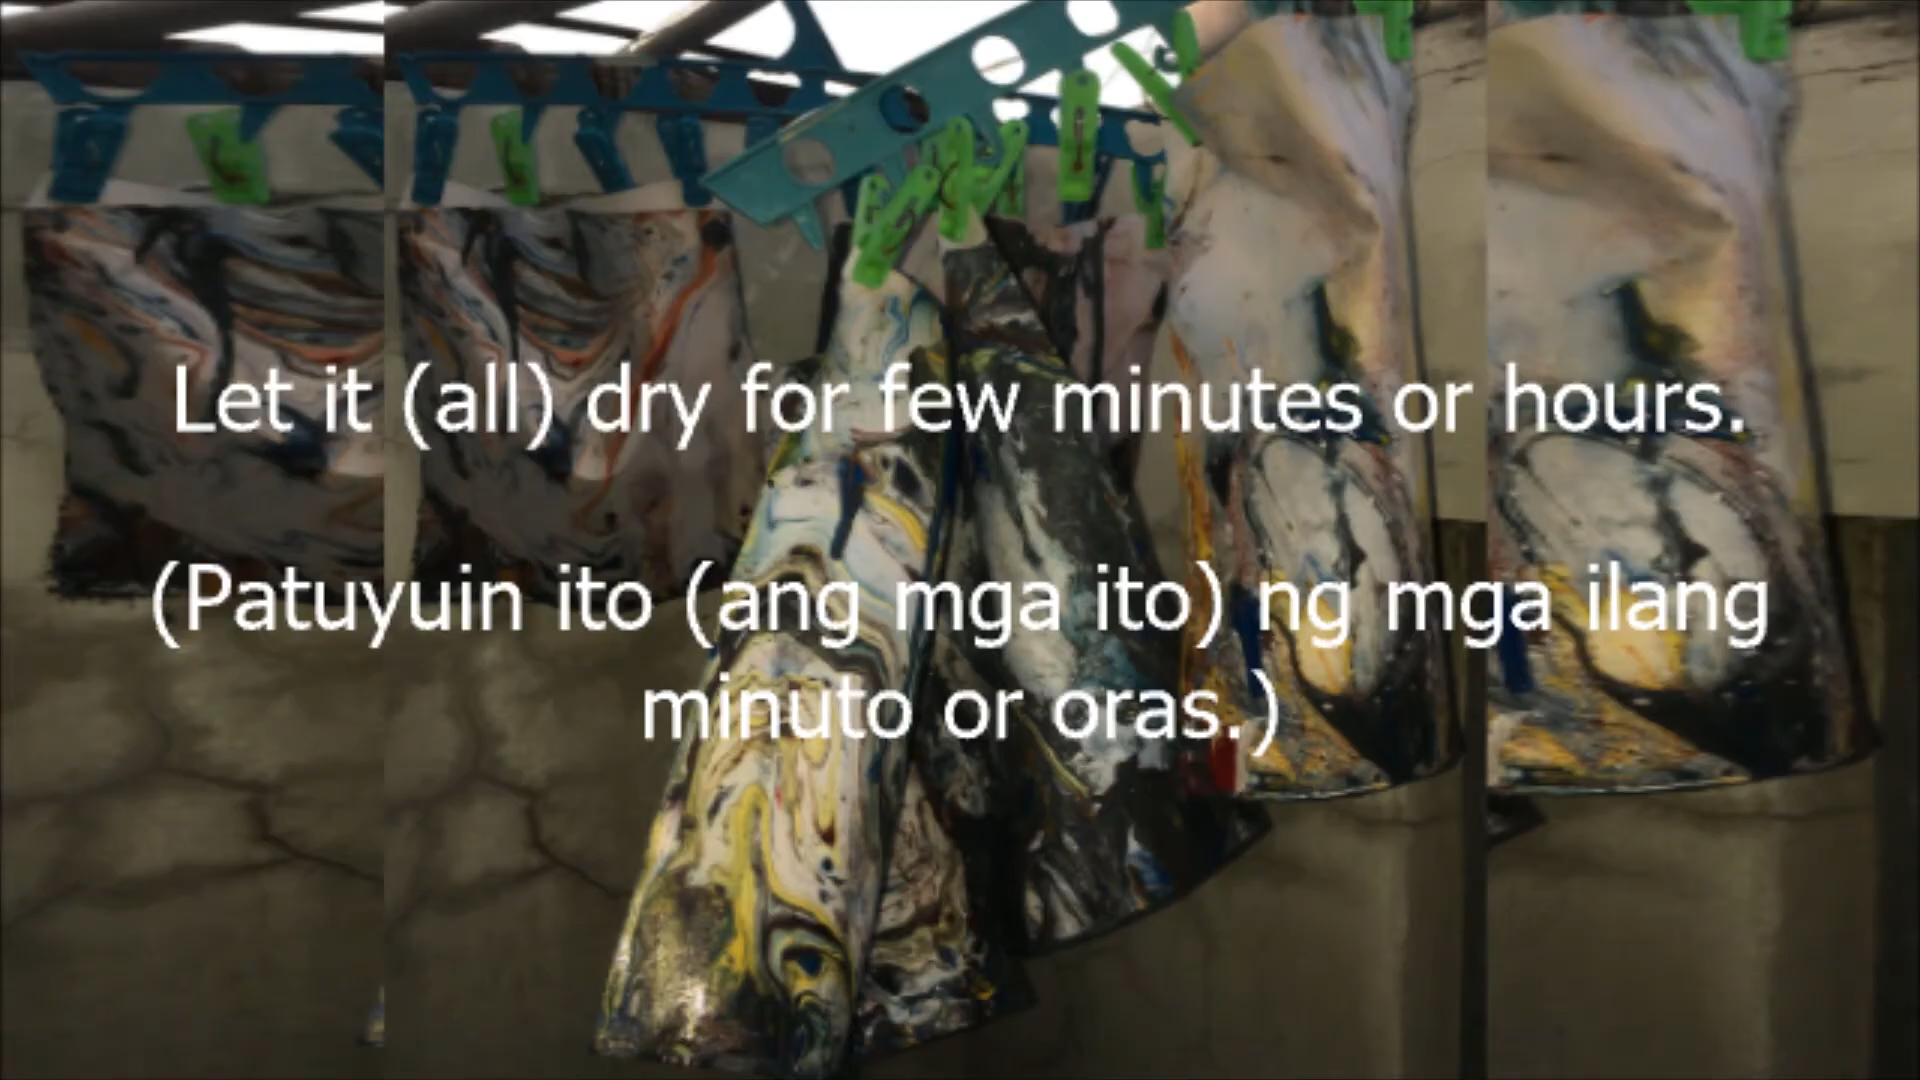 Let it (all) dry for few minutes or hours.
(Patuyuin ito (ang mga ito) ng mga ilang
minuto or oras.)